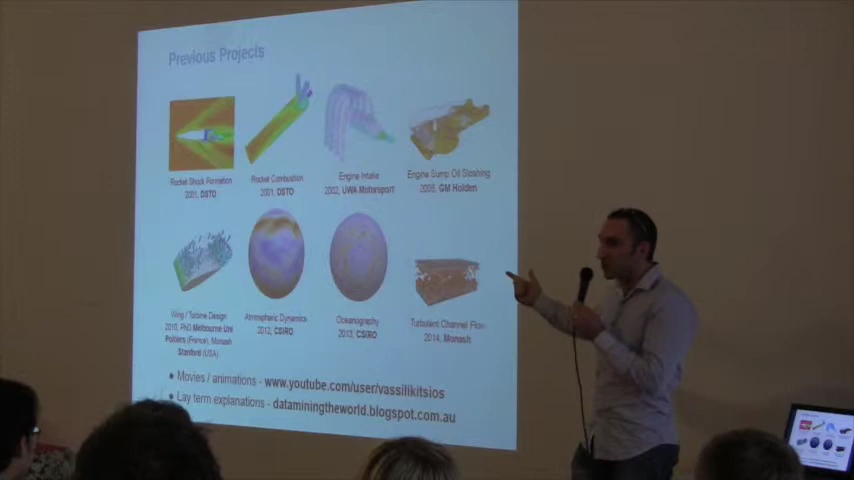 Previous Projects
Rocket Shock Formation
2001, DSTO
Rocket Combustion
2001, DSTO
Engine Intake
2002, UWA Motorsport
Engine Sump Oil Sloshing
2005, GM Holden
Wing / Turbine Design
2010, PhD Melbourne Uni
Poitiers (France), Monash
Stanford (USA)
Atmospheric Dynamics
2012, CSIRO
Oceanography
2013, CSIRO
Turbulent Channel Flow
2014, Monash
• Movies / animations - www.youtube.com/user/vassilikitsios
• Lay term explanations - dataminingtheworld.blogspot.com.au